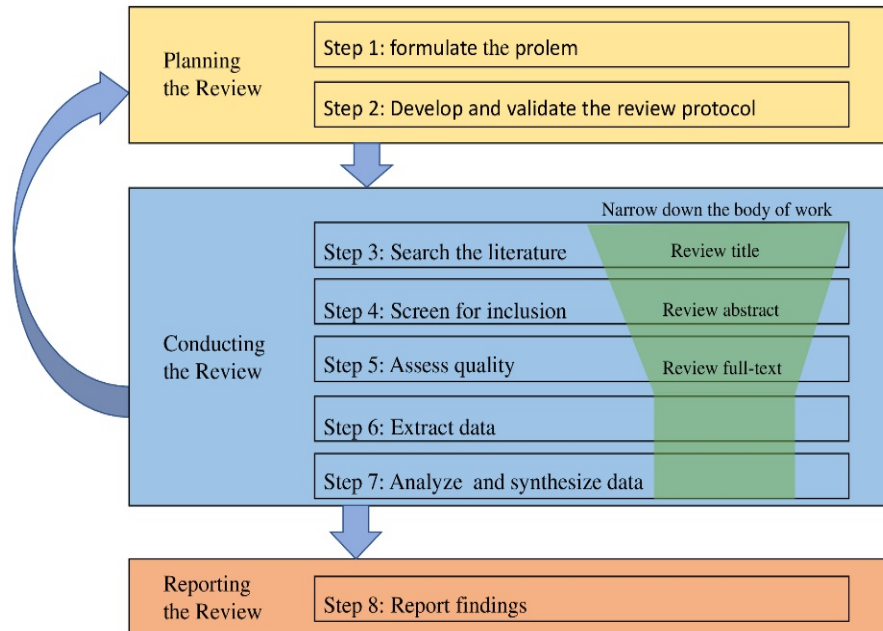 Planning
the Review
Step 1: formulate the prolem
Step 2: Develop and validate the review protocol
Conducting
the Review
Narrow down the body of work
Step 3: Search the literature
Review title
Step 4: Screen for inclusion
Review abstract
Step 5: Assess quality
Review full-text
Step 6: Extract data
Step 7: Analyze and synthesize data
Reporting
the Review
Step 8: Report findings